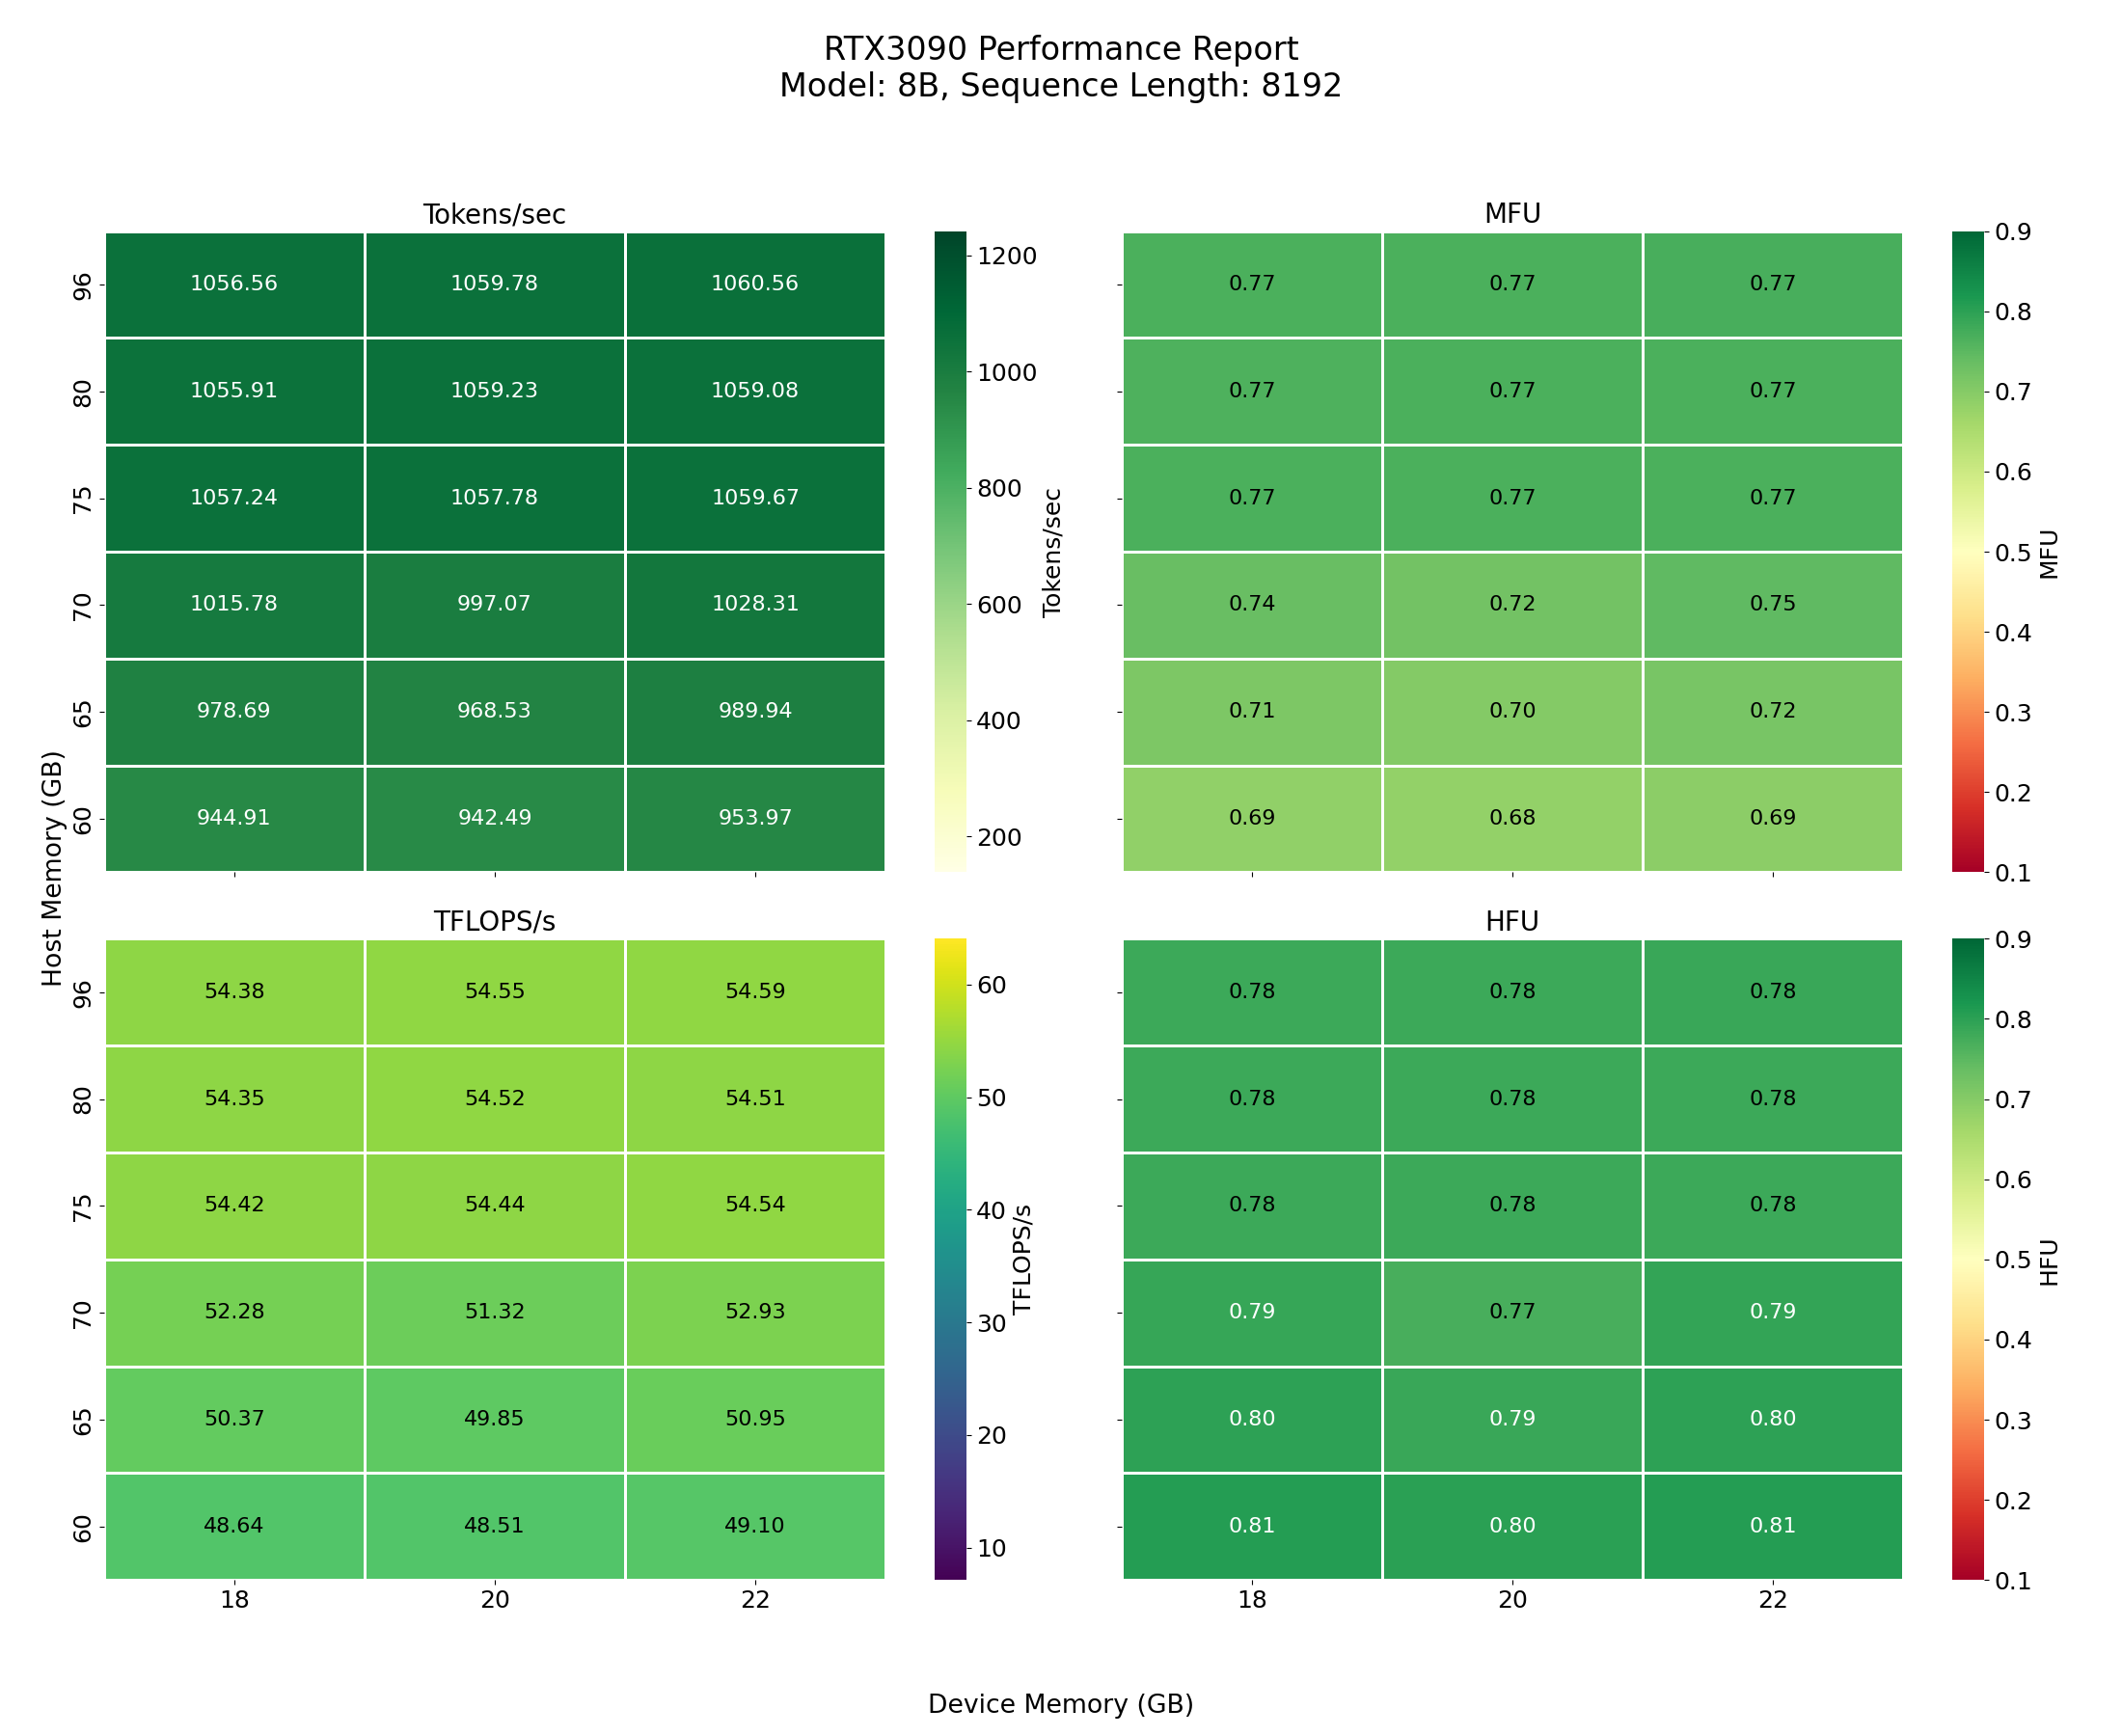 RTX3090 Performance Report
Model: 8B, Sequence Length: 8192
Tokens/sec
96 1056.56 1059.78 1060.56
80 1055.91 1059.23 1059.08
75 1057.24 1057.78 1059.67
70 1015.78 997.07 1028.31
65 978.69 968.53 989.94
60 944.91 942.49 953.97
1200
1000
800
600
400
200
Tokens/sec
MFU
0.77 0.77 0.77
0.77 0.77 0.77
0.77 0.77 0.77
0.74 0.72 0.75
0.71 0.70 0.72
0.69 0.68 0.69
0.9
0.8
0.7
0.6
0.5
0.4
0.3
0.2
0.1
MFU
Host Memory (GB)
TFLOPS/s
96 54.38 54.55 54.59
80 54.35 54.52 54.51
75 54.42 54.44 54.54
70 52.28 51.32 52.93
65 50.37 49.85 50.95
60 48.64 48.51 49.10
18 20 22
60
50
40
30
20
10
TFLOPS/s
HFU
0.78 0.78 0.78
0.78 0.78 0.78
0.78 0.78 0.78
0.79 0.77 0.79
0.80 0.79 0.80
0.81 0.80 0.81
18 20 22
0.9
0.8
0.7
0.6
0.5
0.4
0.3
0.2
0.1
HFU
Device Memory (GB)